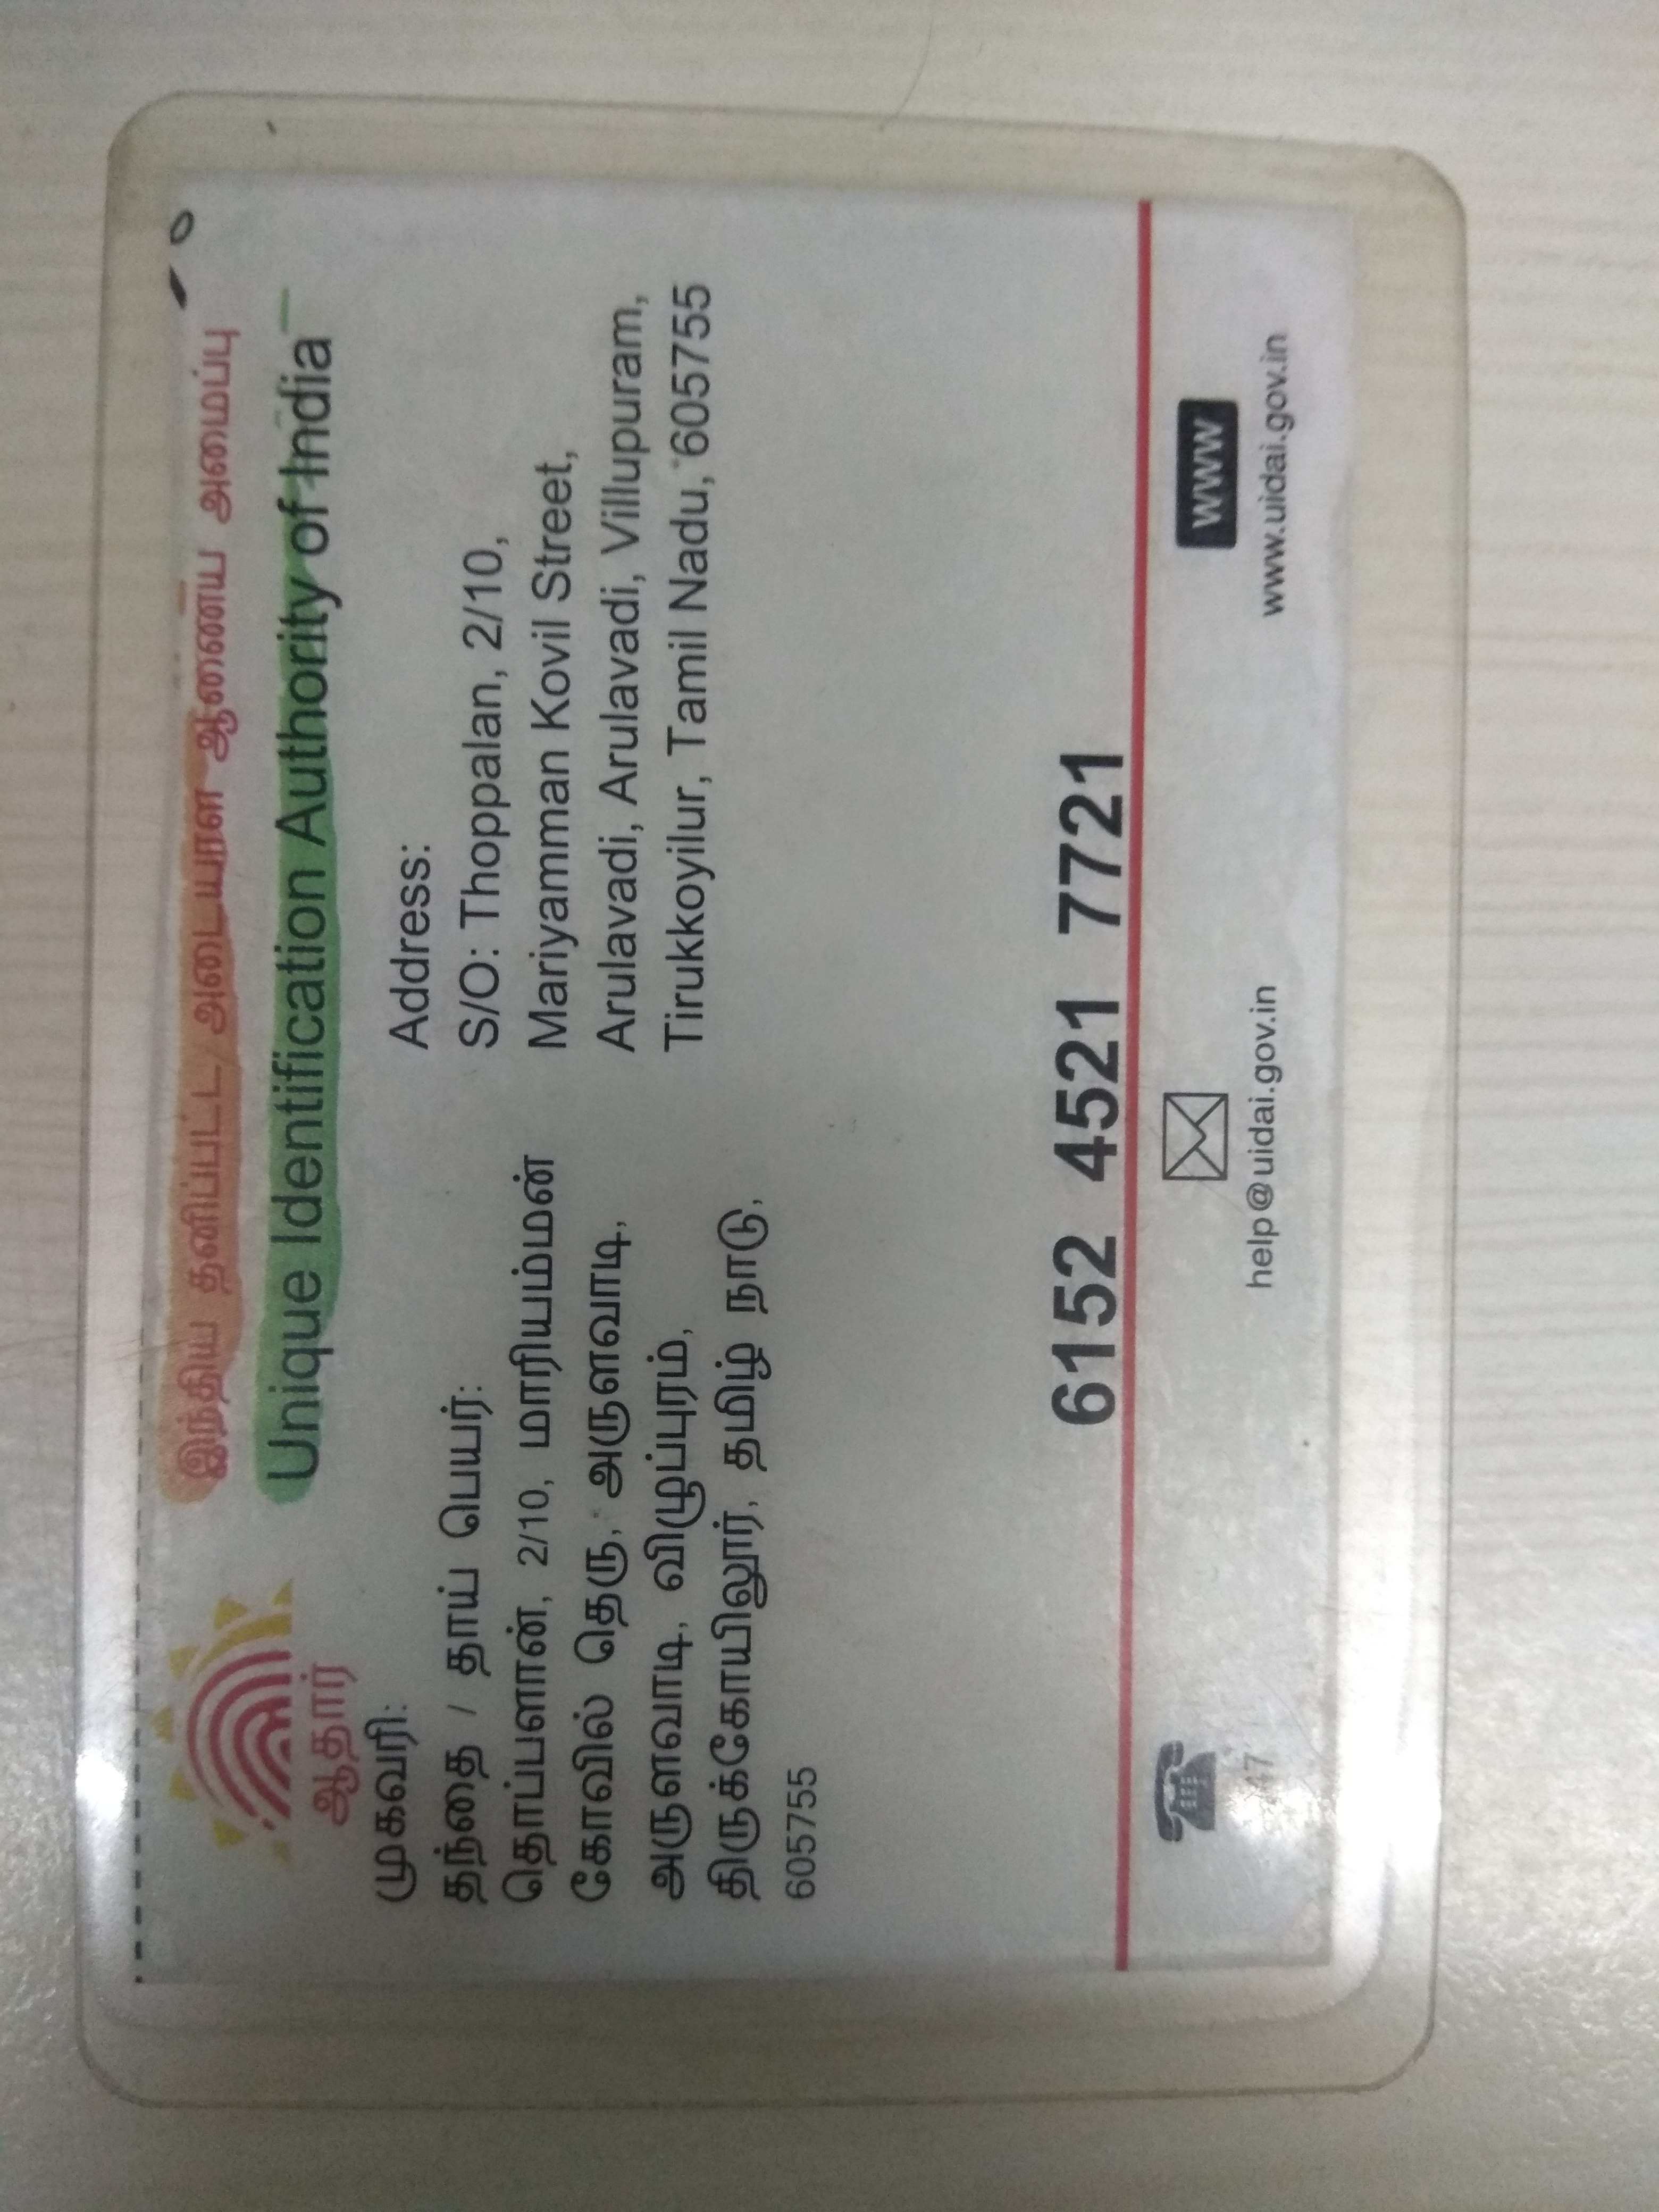 இந்திய தனிப்பட்ட அடையாள ஆணைய அமைப்பு
Unique Identification Authority of India
ஆதார்
முகவரி:
தந்தை / தாய் பெயர்:
தொப்பளான், 2/10, மாரியம்மன்
கோவில் தெரு, அருளவாடி,
அருளவாடி, விழுப்புரம்,
திருக்கோயிலூர், தமிழ் நாடு,
605755
Address:
S/O: Thoppalan, 2/10,
Mariyamman Kovil Street,
Arulavadi, Arulavadi, Villupuram,
Tirukkoyilur, Tamil Nadu, 605755
6152 4521 7721
help@uidai.gov.in
WWW
www.uidai.gov.in